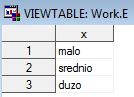 VIEWTABLE: Work.E
x
1 malo
2 srednio
3 duzo